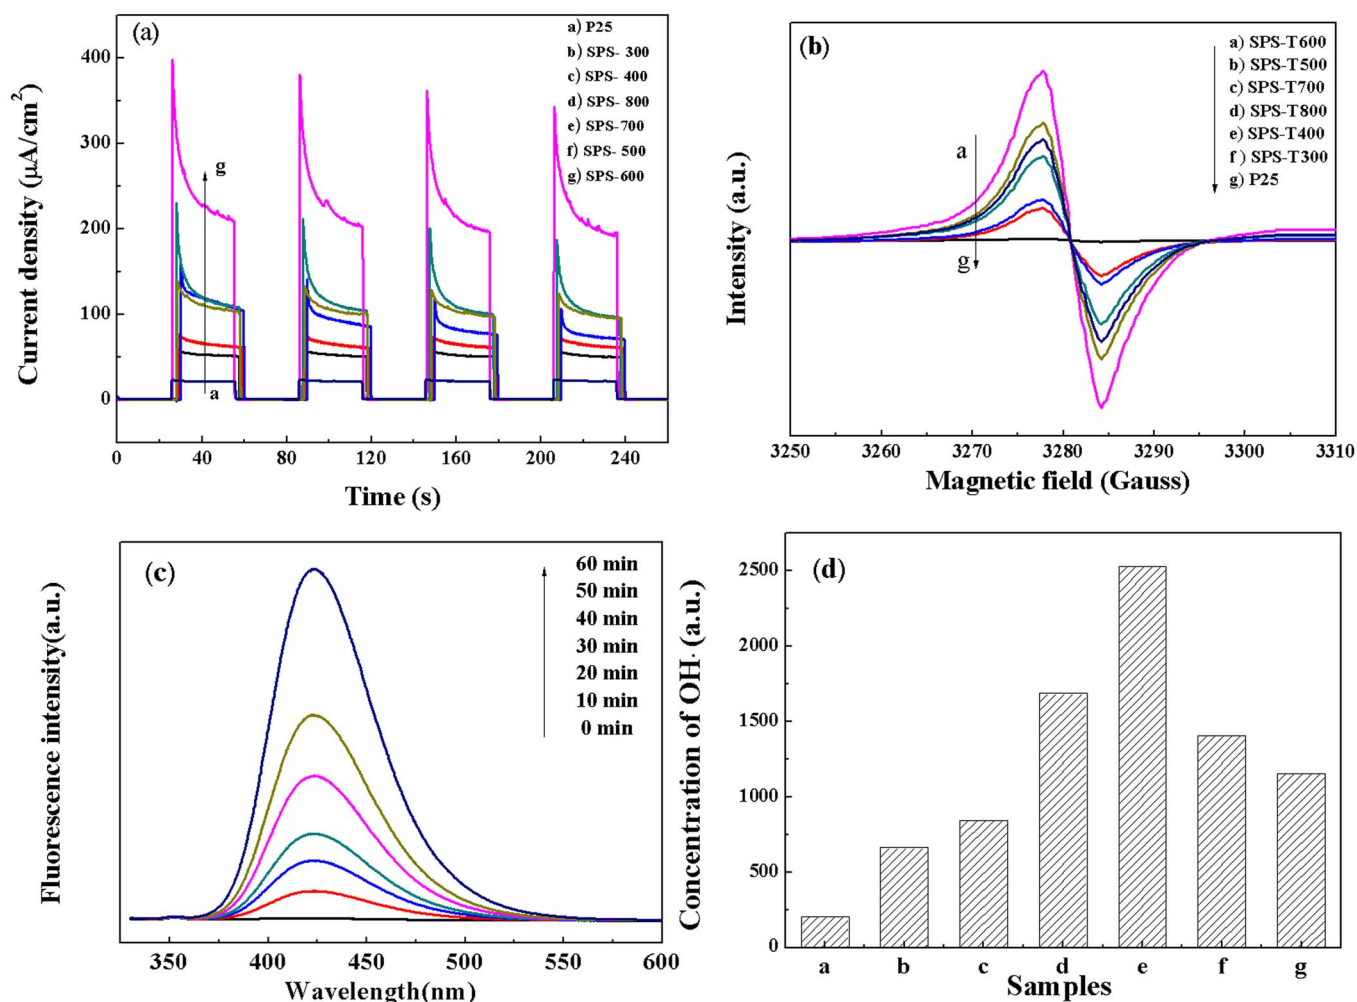 (a)
a) P25
b) SPS- 300
c) SPS- 400
d) SPS- 800
e) SPS-700
f) SPS- 500
g) SPS-600
g
a
400
300
200
100
0
Current density (μA/cm²)
0 40 80 120 160 200 240
Time (s)
(b)
a) SPS-T600
b) SPS-T500
c) SPS-T700
d) SPS-T800
e) SPS-T400
f) SPS-T300
g) P25
a
g
Intensity (a.u.)
3250 3260 3270 3280 3290 3300 3310
Magnetic field (Gauss)
(c)
60 min
50 min
40 min
30 min
20 min
10 min
0 min
Fluorescence intensity(a.u.)
350 400 450 500 550 600
Wavelength(nm)
(d)
2500
2000
1500
1000
500
0
Concentration of OH· (a.u.)
a b c d e f g
Samples